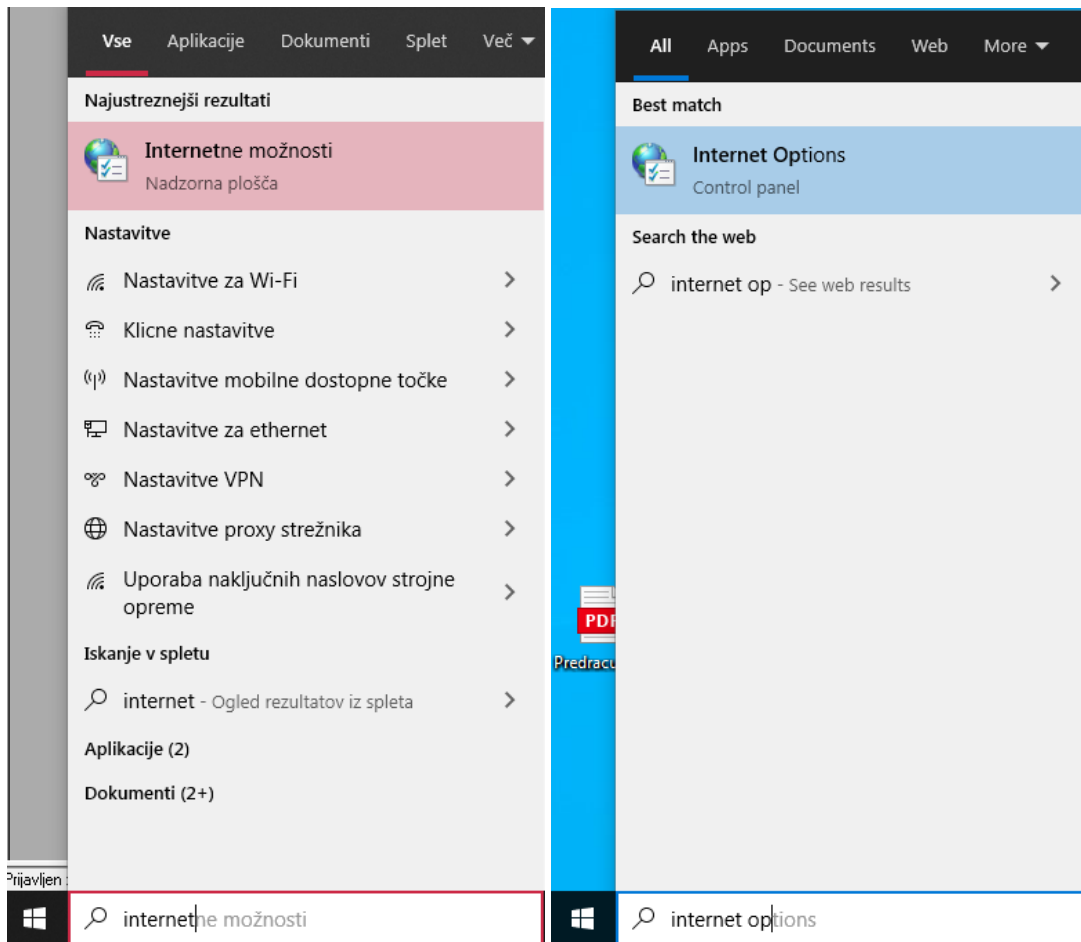 Vse Aplikacije Dokumenti Splet Več
Najustreznejši rezultati
Internetne možnosti
Nadzorna plošča
Nastavitve
Nastavitve za Wi-Fi
Klicne nastavitve
Nastavitve mobilne dostopne točke
Nastavitve za ethernet
Nastavitve VPN
Nastavitve proxy strežnika
Uporaba naključnih naslovov strojne
opreme
Iskanje v spletu
internet - Ogled rezultatov iz spleta
Aplikacije (2)
Dokumenti (2+)
Prijavljen :
internetne možnosti
All Apps Documents Web More
Best match
Internet Options
Control panel
Search the web
internet op - See web results
PDF
Predracu
internet options